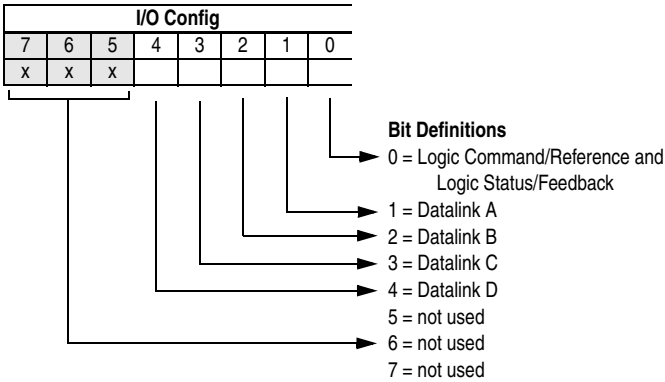 I/O Config
7 6 5 4 3 2 1 0
x x x
Bit Definitions
0 = Logic Command/Reference and
Logic Status/Feedback
1 = Datalink A
2 = Datalink B
3 = Datalink C
4 = Datalink D
5 = not used
6 = not used
7 = not used